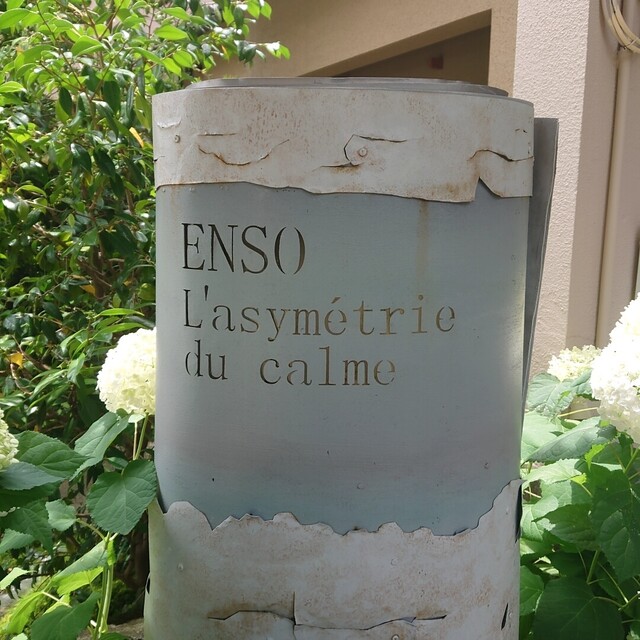 ENSO
L'asymétrie
du calme